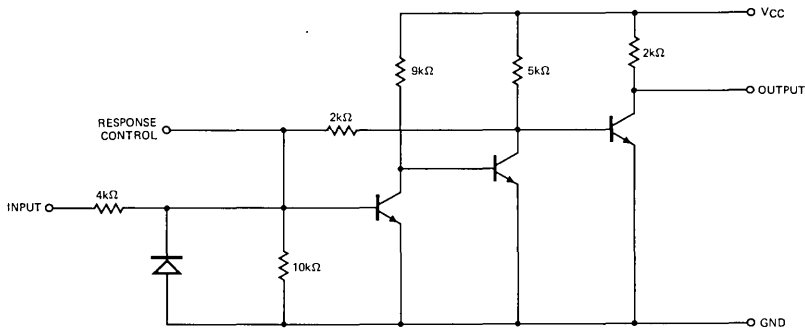 VCC
9kΩ
5kΩ
2kΩ
OUTPUT
RESPONSE
CONTROL
2kΩ
4kΩ
INPUT
10kΩ
GND